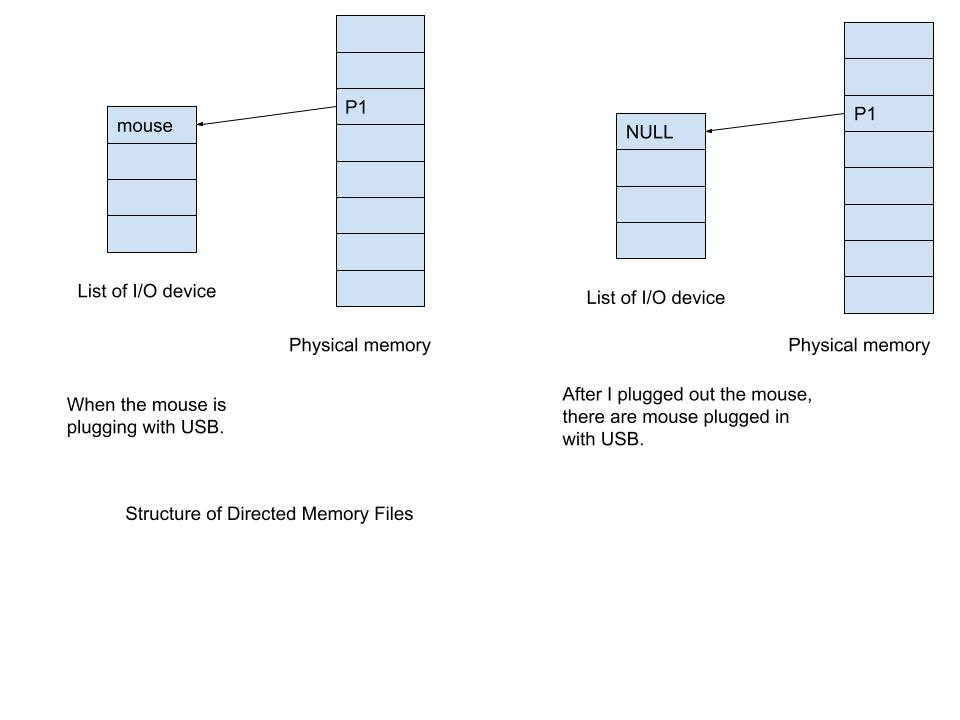 mouse
P1
List of I/O device
Physical memory
When the mouse is
plugging with USB.
NULL
P1
List of I/O device
Physical memory
After I plugged out the mouse,
there are mouse plugged in
with USB.
Structure of Directed Memory Files